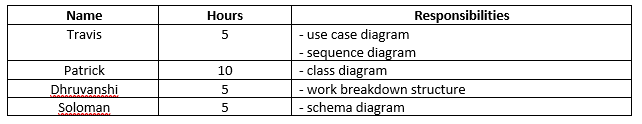 Name Hours Responsibilities
Travis 5 - use case diagram
- sequence diagram
Patrick 10 - class diagram
Dhruvanshi 5 - work breakdown structure
Soloman 5 - schema diagram